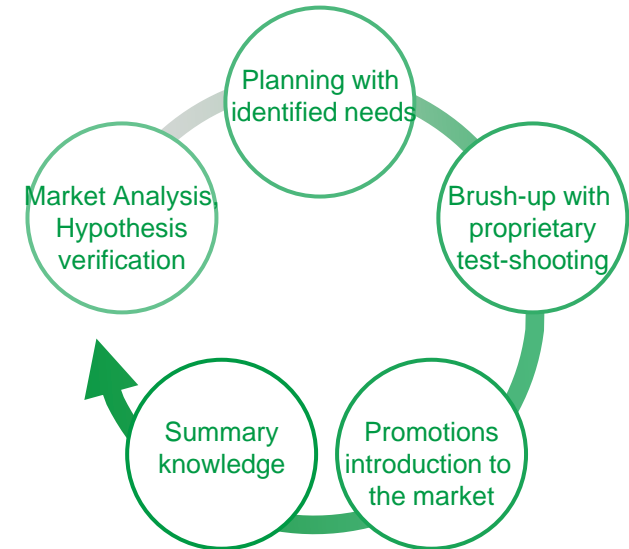 Planning with
identified needs
Brush-up with
proprietary
test-shooting
Promotions
introduction to
the market
Summary
knowledge
Market Analysis,
Hypothesis
verification